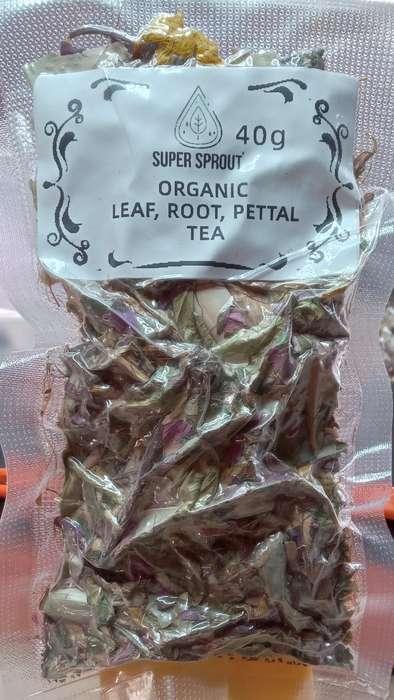 40g
SUPER SPROUT
ORGANIC
LEAF, ROOT, PETTAL
TEA